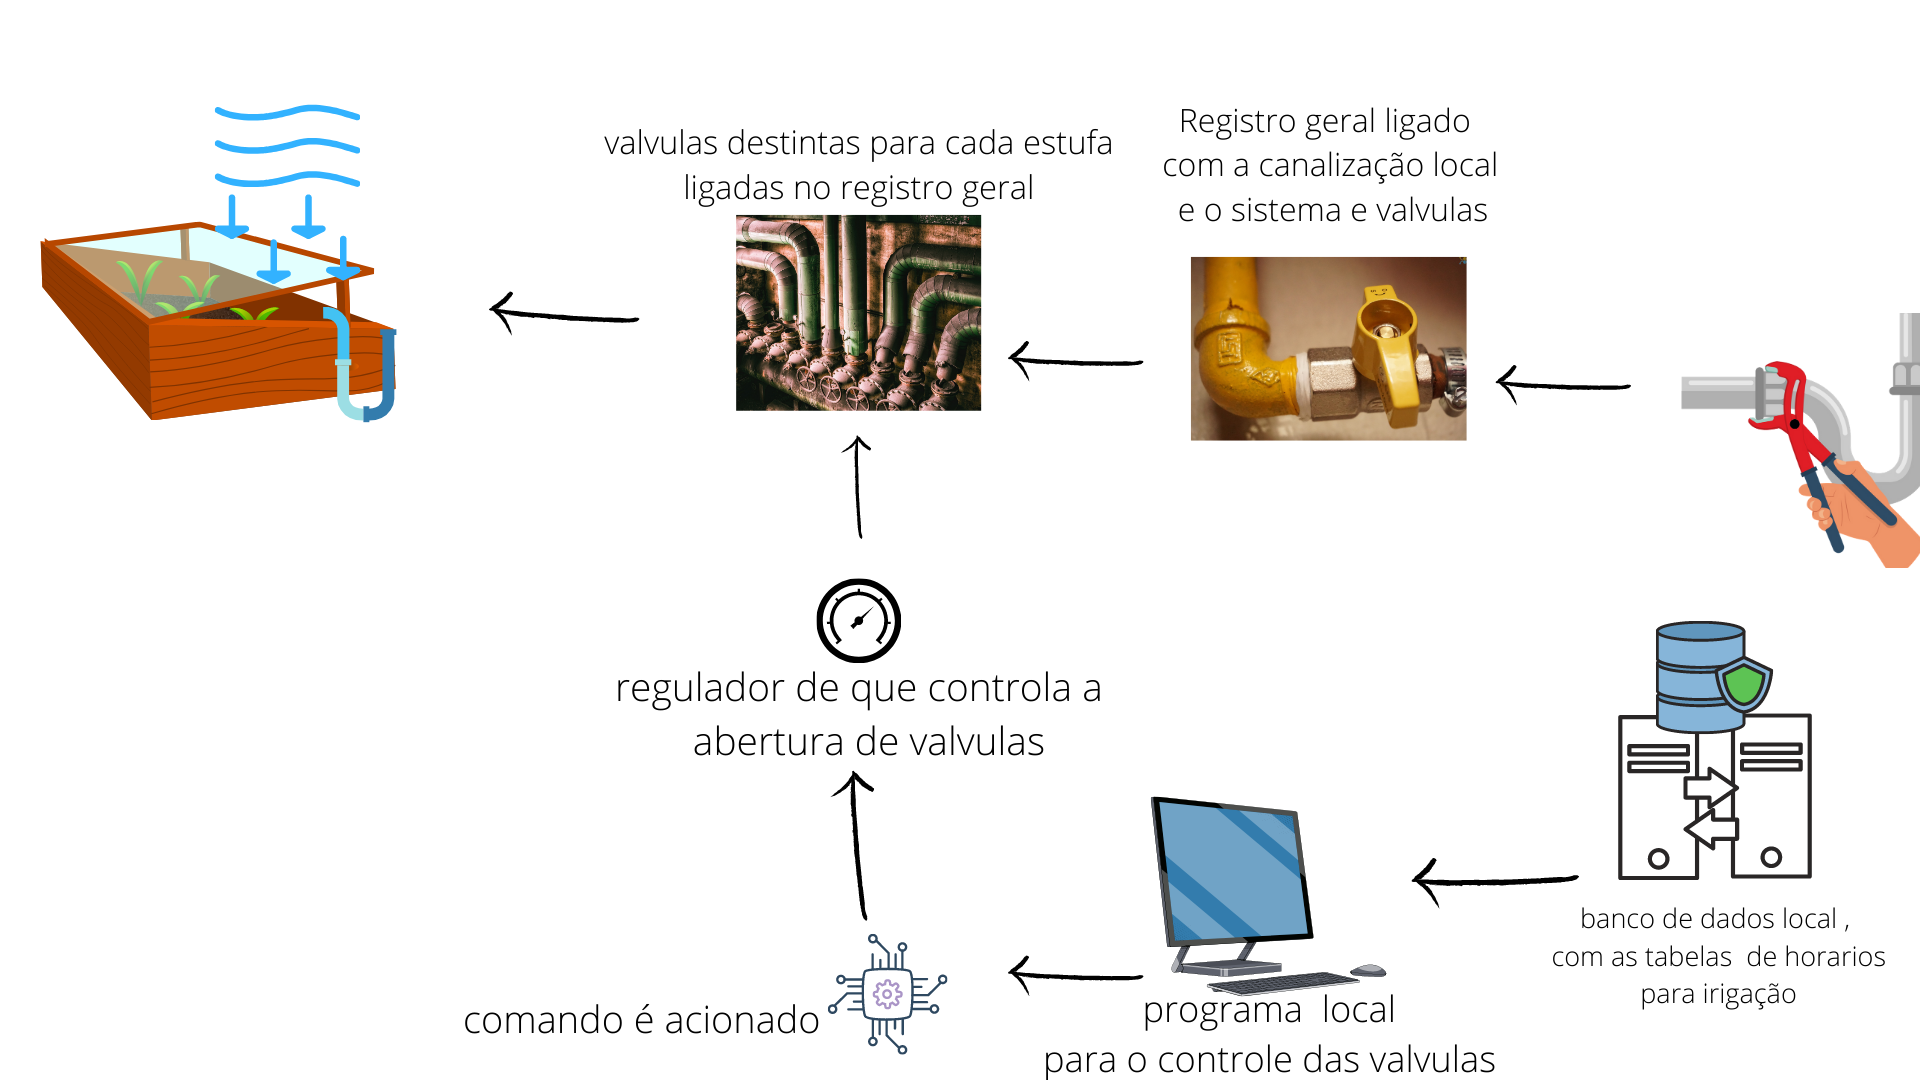 valvulas destintas para cada estufa
ligadas no registro geral
Registro geral ligado
com a canalização local
e o sistema e valvulas
regulador de que controla a
abertura de valvulas
comando é acionado
programa local
para o controle das valvulas
banco de dados local ,
com as tabelas de horarios
para irigação